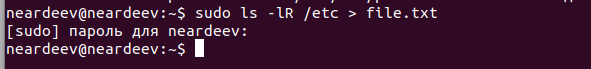 neardeev@neardeev:~$ sudo ls -lR /etc > file.txt
[sudo] пароль для neardeev:
neardeev@neardeev:~$